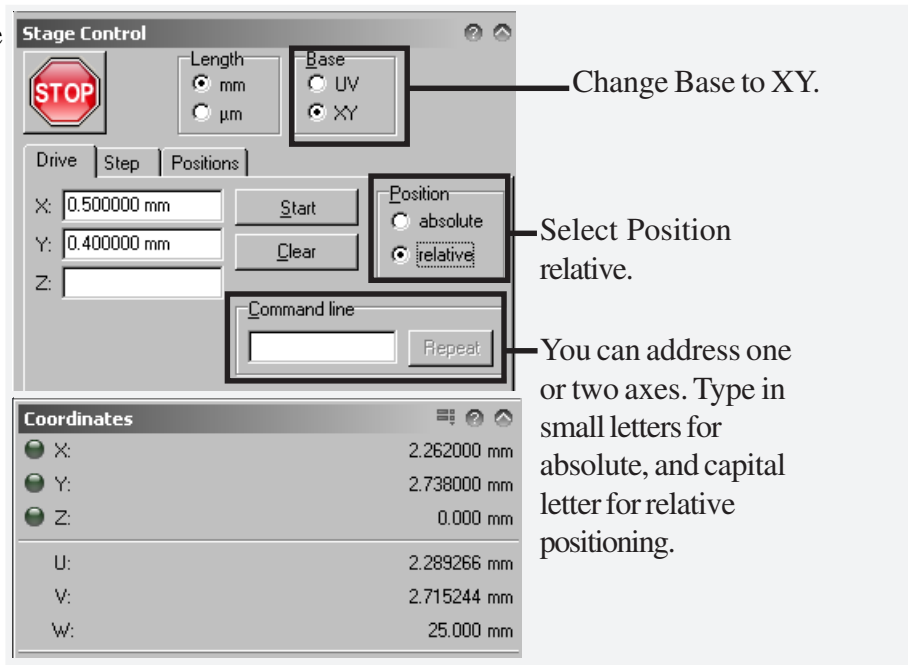 e
Stage Control
STOP
Length
mm
µm
Base
UV
XY
Change Base to XY.
Drive Step Positions
X: 0.500000 mm
Y: 0.400000 mm
Z:
Start
Clear
Position
absolute
relative
Select Position
relative.
Command line
Repeat
You can address one
or two axes. Type in
small letters for
absolute, and capital
letter for relative
positioning.
Coordinates
X: 2.262000 mm
Y: 2.738000 mm
Z: 0.000 mm
U: 2.289266 mm
V: 2.715244 mm
W: 25.000 mm